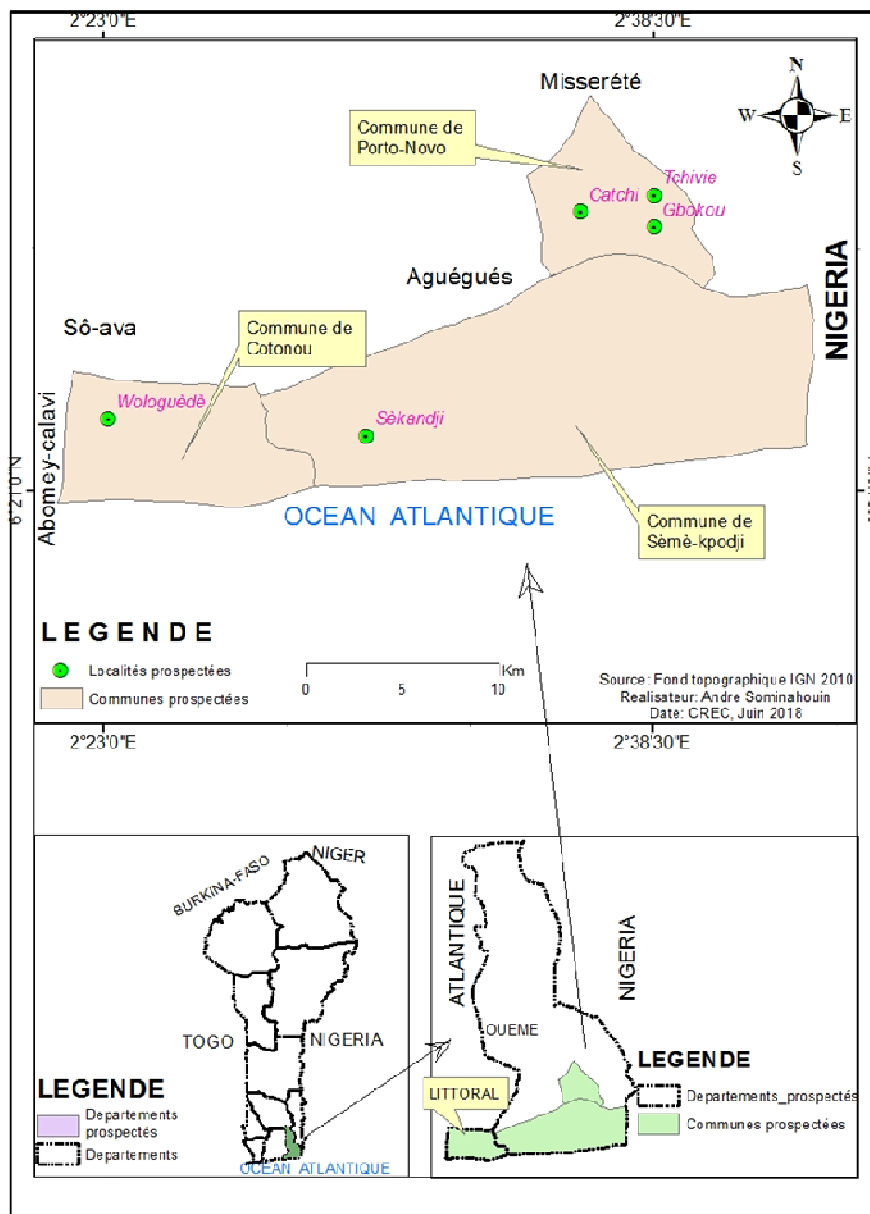 2°23'0"E
2°38'30"E
Misserété
N
W
E
S
Commune de
Porto-Novo
Tchivie
Catchi
Gbokou
NIGERIA
Aguégués
Sô-ava
Commune de
Cotonou
Wologuèdè
Sèkandji
Abomey-calavi
6°21'0"N
OCEAN ATLANTIQUE
Commune de
Sèmè-kpodji
LEGENDE
Localités prospectées
Communes prospectées
Km
0
5
10
Source: Fond topographique IGN 2010
Realisateur: Andre Sominahouin
Date: CREC, Juin 2018
2°23'0"E
2°38'30"E
BURKINA-FASO
NIGER
TOGO
NIGERIA
LEGENDE
Departements
prospectés
Departements
OCEAN ATLANTIQUE
ATLANTIQUE
NIGERIA
OUEME
LITTORAL
LEGENDE
Departements_prospectés
Communes prospectées